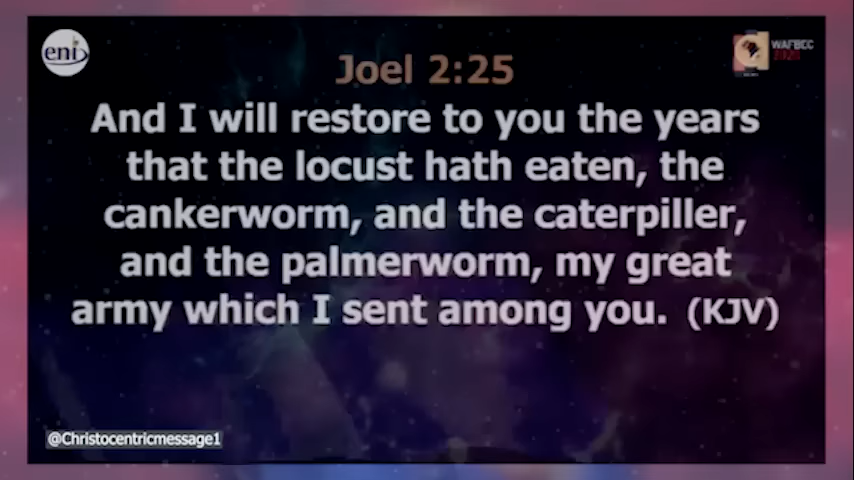 eni
WAFBCC
Joel 2:25
And I will restore to you the years
that the locust hath eaten, the
cankerworm, and the caterpiller,
and the palmerworm, my great
army which I sent among you. (KJV)
@Christocentricmessage1